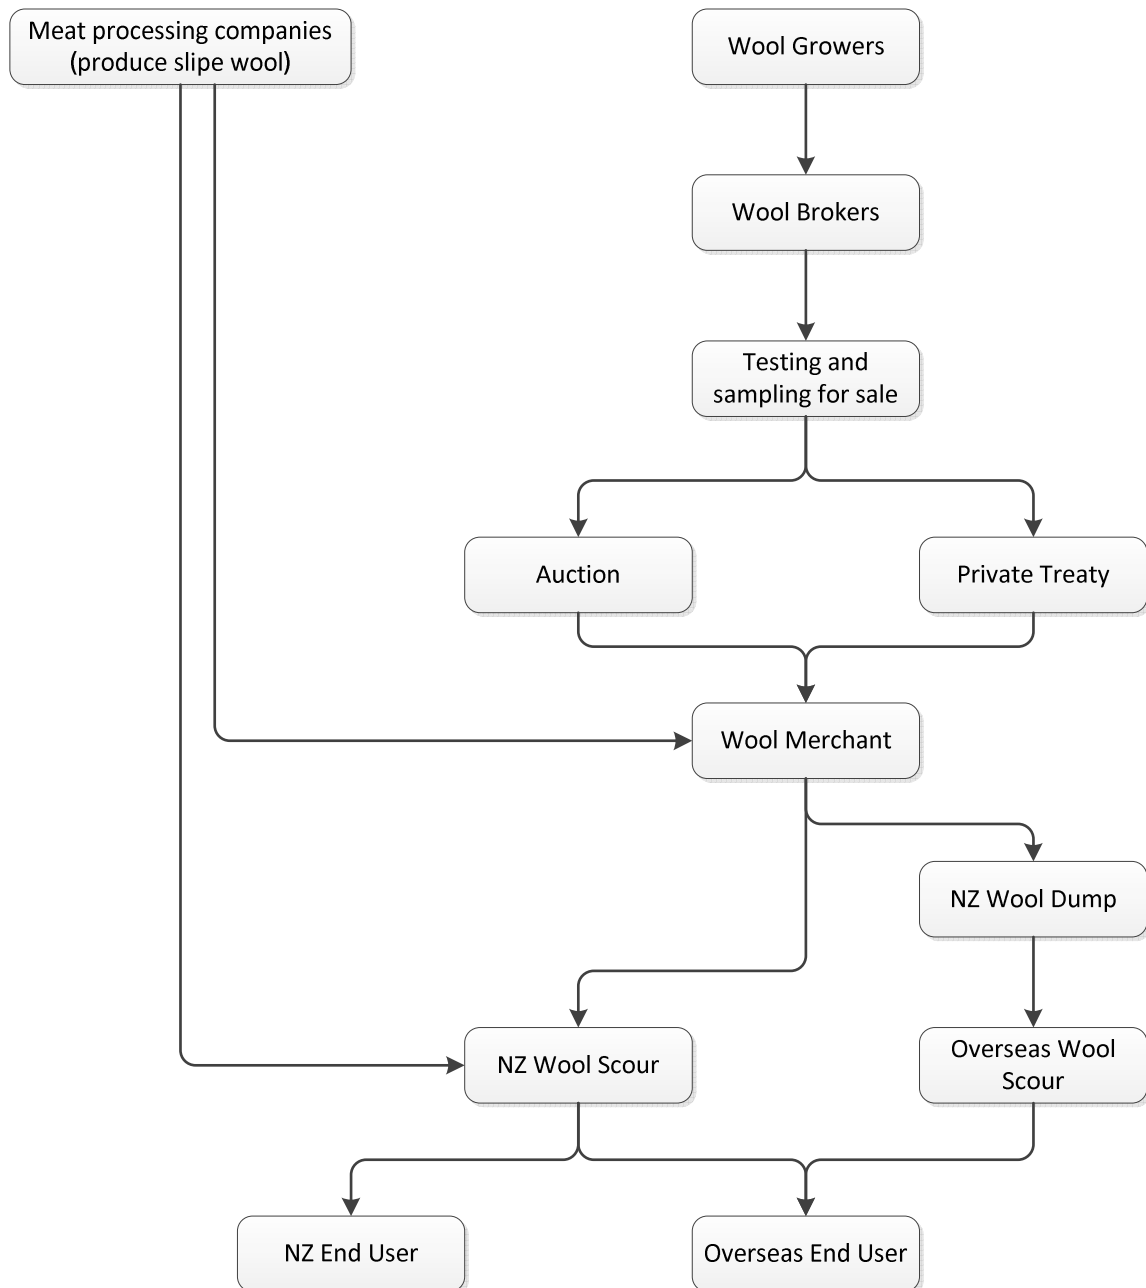 Meat processing companies
(produce slipe wool)
Wool Growers
Wool Brokers
Testing and
sampling for sale
Auction
Private Treaty
Wool Merchant
NZ Wool Dump
NZ Wool Scour
Overseas Wool
Scour
NZ End User
Overseas End User